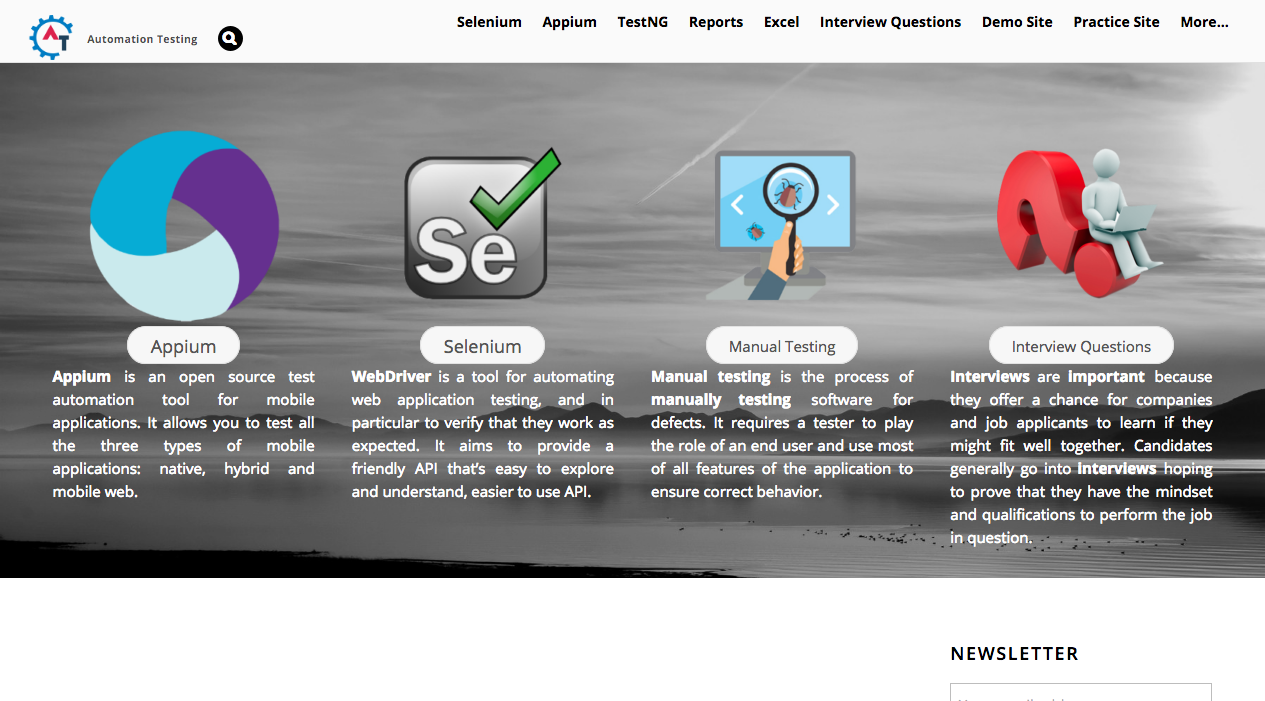 Automation Testing
Selenium Appium TestNG Reports Excel Interview Questions Demo Site Practice Site More...
AT
Se
Appium
Appium is an open source test
automation tool for mobile
applications. It allows you to test all
the three types of mobile
applications: native, hybrid and
mobile web.
Selenium
WebDriver is a tool for automating
web application testing, and in
particular to verify that they work as
expected. It aims to provide a
friendly API that's easy to explore
and understand, easier to use API.
Manual Testing
Manual testing is the process of
manually testing software for
defects. It requires a tester to play
the role of an end user and use most
of all features of the application to
ensure correct behavior.
Interview Questions
Interviews are important because
they offer a chance for companies
and job applicants to learn if they
might fit well together. Candidates
generally go into interviews hoping
to prove that they have the mindset
and qualifications to perform the job
in question.
NEWSLETTER